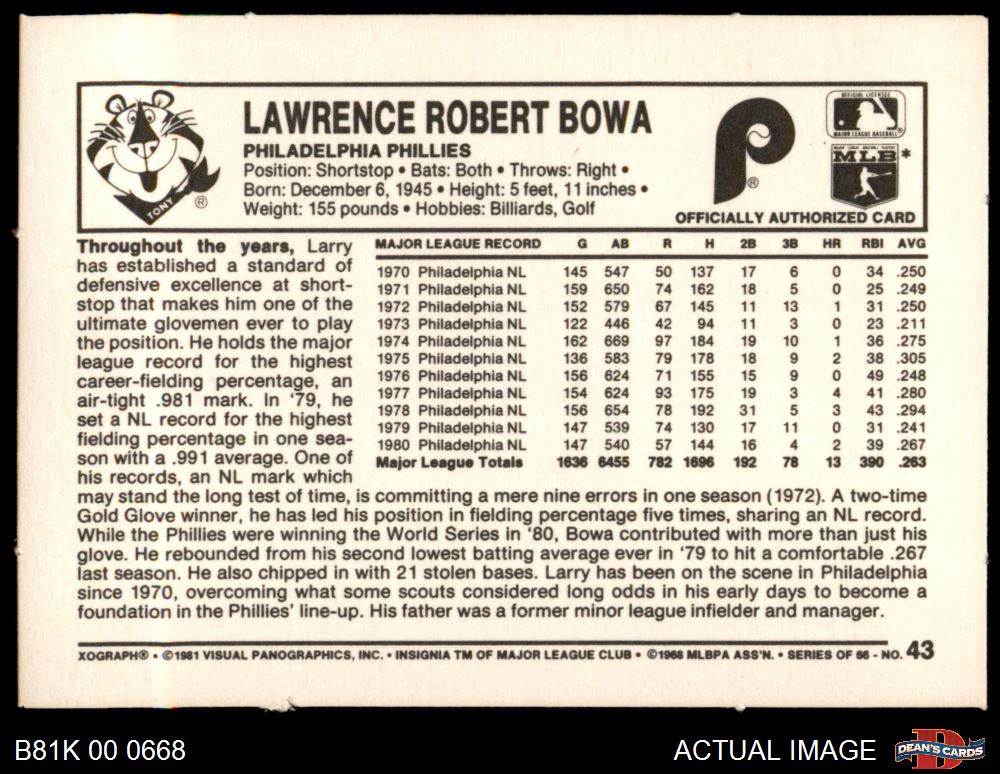 LAWRENCE ROBERT BOWA
PHILADELPHIA PHILLIES
Position: Shortstop • Bats: Both • Throws: Right •
Born: December 6, 1945 • Height: 5 feet, 11 inches •
Weight: 155 pounds • Hobbies: Billiards, Golf
TONY
®
P
®
OFFICIAL LICENSEE
MAJOR LEAGUE BASEBALL®
MLB*
OFFICIALLY AUTHORIZED CARD
Throughout the years, Larry
has established a standard of
defensive excellence at short-
stop that makes him one of the
ultimate glovemen ever to play
the position. He holds the major
league record for the highest
career-fielding percentage, an
air-tight .981 mark. In '79, he
set a NL record for the highest
fielding percentage in one sea-
son with a .991 average. One of
his records, an NL mark which
may stand the long test of time, is committing a mere nine errors in one season (1972). A two-time
Gold Glove winner, he has led his position in fielding percentage five times, sharing an NL record.
While the Phillies were winning the World Series in '80, Bowa contributed with more than just his
glove. He rebounded from his second lowest batting average ever in '79 to hit a comfortable .267
last season. He also chipped in with 21 stolen bases. Larry has been on the scene in Philadelphia
since 1970, overcoming what some scouts considered long odds in his early days to become a
foundation in the Phillies' line-up. His father was a former minor league infielder and manager.
MAJOR LEAGUE RECORD G AB R H 2B 3B HR RBI AVG
1970 Philadelphia NL 145 547 50 137 17 6 0 34 .250
1971 Philadelphia NL 159 650 74 162 18 5 0 25 .249
1972 Philadelphia NL 152 579 67 145 11 13 1 31 .250
1973 Philadelphia NL 122 446 42 94 11 3 0 23 .211
1974 Philadelphia NL 162 669 97 184 19 10 1 36 .275
1975 Philadelphia NL 136 583 79 178 18 9 2 38 .305
1976 Philadelphia NL 156 624 71 155 15 9 0 49 .248
1977 Philadelphia NL 154 624 93 175 19 3 4 41 .280
1978 Philadelphia NL 156 654 78 192 31 5 3 43 .294
1979 Philadelphia NL 147 539 74 130 17 11 0 31 .241
1980 Philadelphia NL 147 540 57 144 16 4 2 39 .267
Major League Totals 1636 6455 782 1696 192 78 13 390 .263
XOGRAPH® • ©1981 VISUAL PANOGRAPHICS, INC. • INSIGNIA TM OF MAJOR LEAGUE CLUB • ©1968 MLBPA ASS'N. • SERIES OF 66 - NO. 43
B81K 00 0668
ACTUAL IMAGE
DEAN'S CARDS